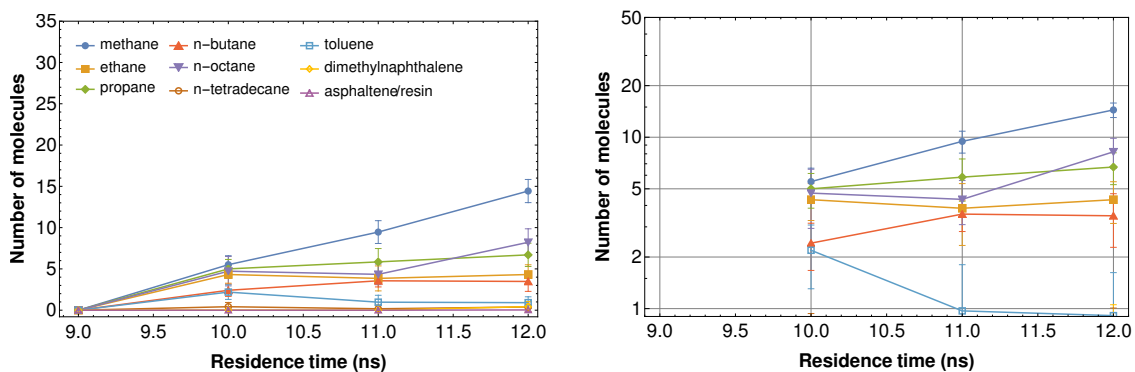 35
30
25
20
15
10
5
0
Number of molecules
methane
ethane
propane
n-butane
n-octane
n-tetradecane
toluene
dimethylnaphthalene
asphaltene/resin
9.0 9.5 10.0 10.5 11.0 11.5 12.0
Residence time (ns)
50
20
10
5
2
1
Number of molecules
9.0 9.5 10.0 10.5 11.0 11.5 12.0
Residence time (ns)